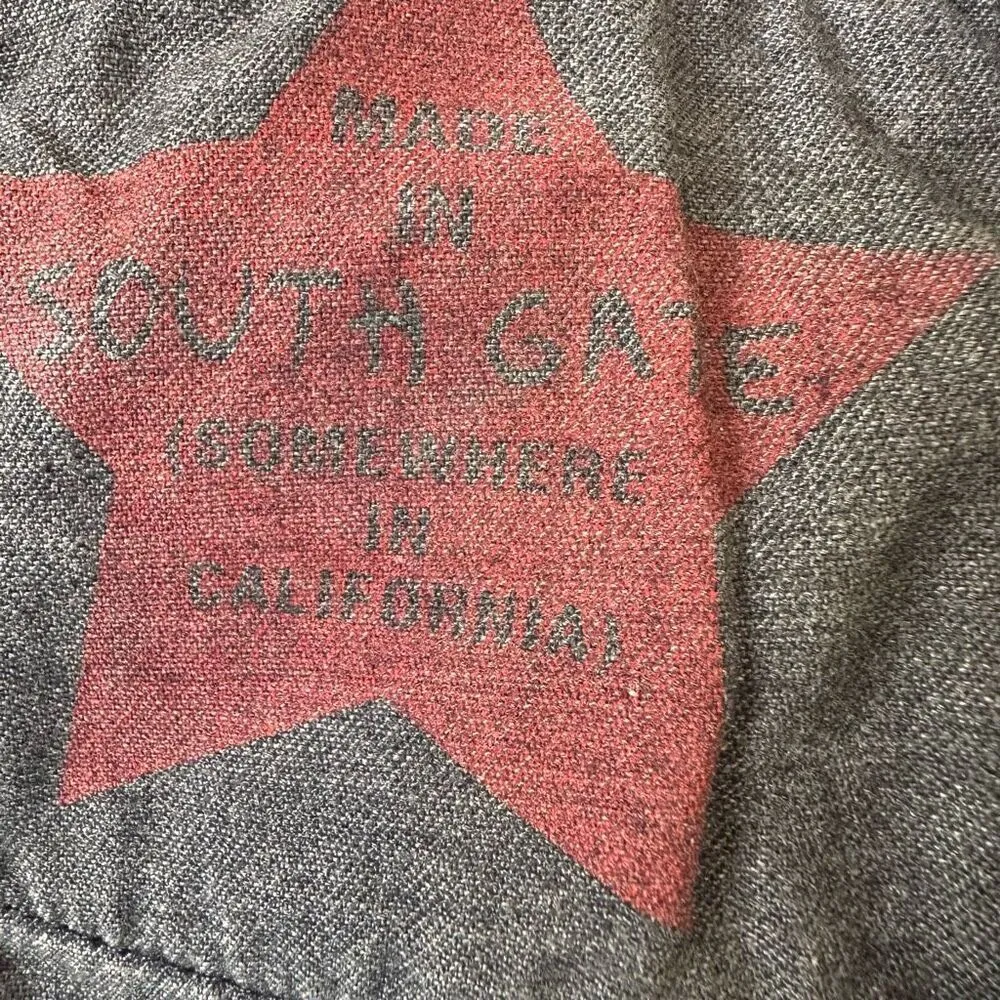 MADE
IN
SOUTH GATE
(SOMEWHERE
IN
CALIFORNIA)